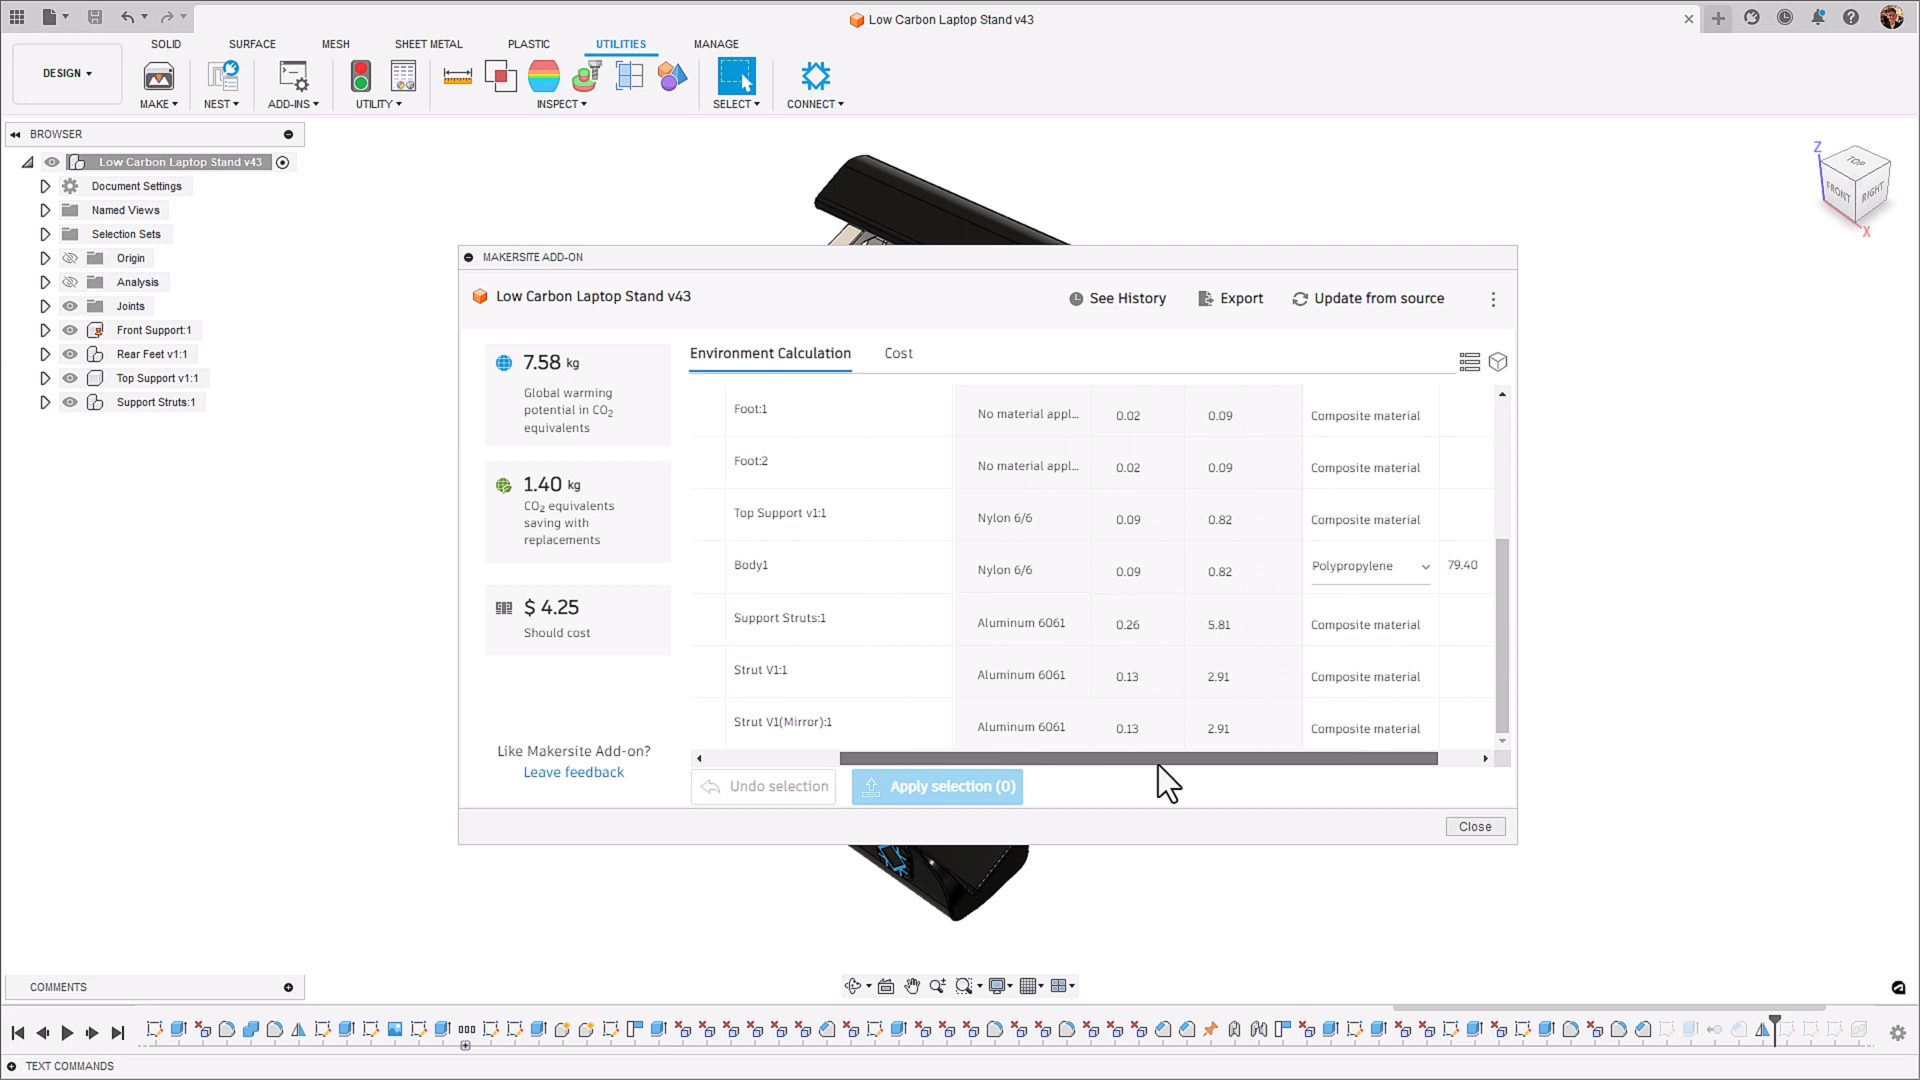 Low Carbon Laptop Stand v43
SOLID
SURFACE
MESH
SHEET METAL
PLASTIC
UTILITIES
MANAGE
DESIGN
MAKE
NEST
ADD-INS
UTILITY
INSPECT
SELECT
CONNECT
BROWSER
Low Carbon Laptop Stand v43
Document Settings
Named Views
Selection Sets
Origin
Analysis
Joints
Front Support:1
Rear Feet v1:1
Top Support v1:1
Support Struts:1
Z
TOP
FRONT
RIGHT
X
MAKERSITE ADD-ON
Low Carbon Laptop Stand v43
See History
Export
Update from source
7.58 kg
Global warming
potential in CO2
equivalents
1.40 kg
CO2 equivalents
saving with
replacements
$ 4.25
Should cost
Like Makersite Add-on?
Leave feedback
Environment Calculation
Cost
Foot:1 No material appl... 0.02 0.09 Composite material
Foot:2 No material appl... 0.02 0.09 Composite material
Top Support v1:1 Nylon 6/6 0.09 0.82 Composite material
Body1 Nylon 6/6 0.09 0.82 Polypropylene 79.40
Support Struts:1 Aluminum 6061 0.26 5.81 Composite material
Strut V1:1 Aluminum 6061 0.13 2.91 Composite material
Strut V1(Mirror):1 Aluminum 6061 0.13 2.91 Composite material
Undo selection
Apply selection (0)
Close
COMMENTS
TEXT COMMANDS